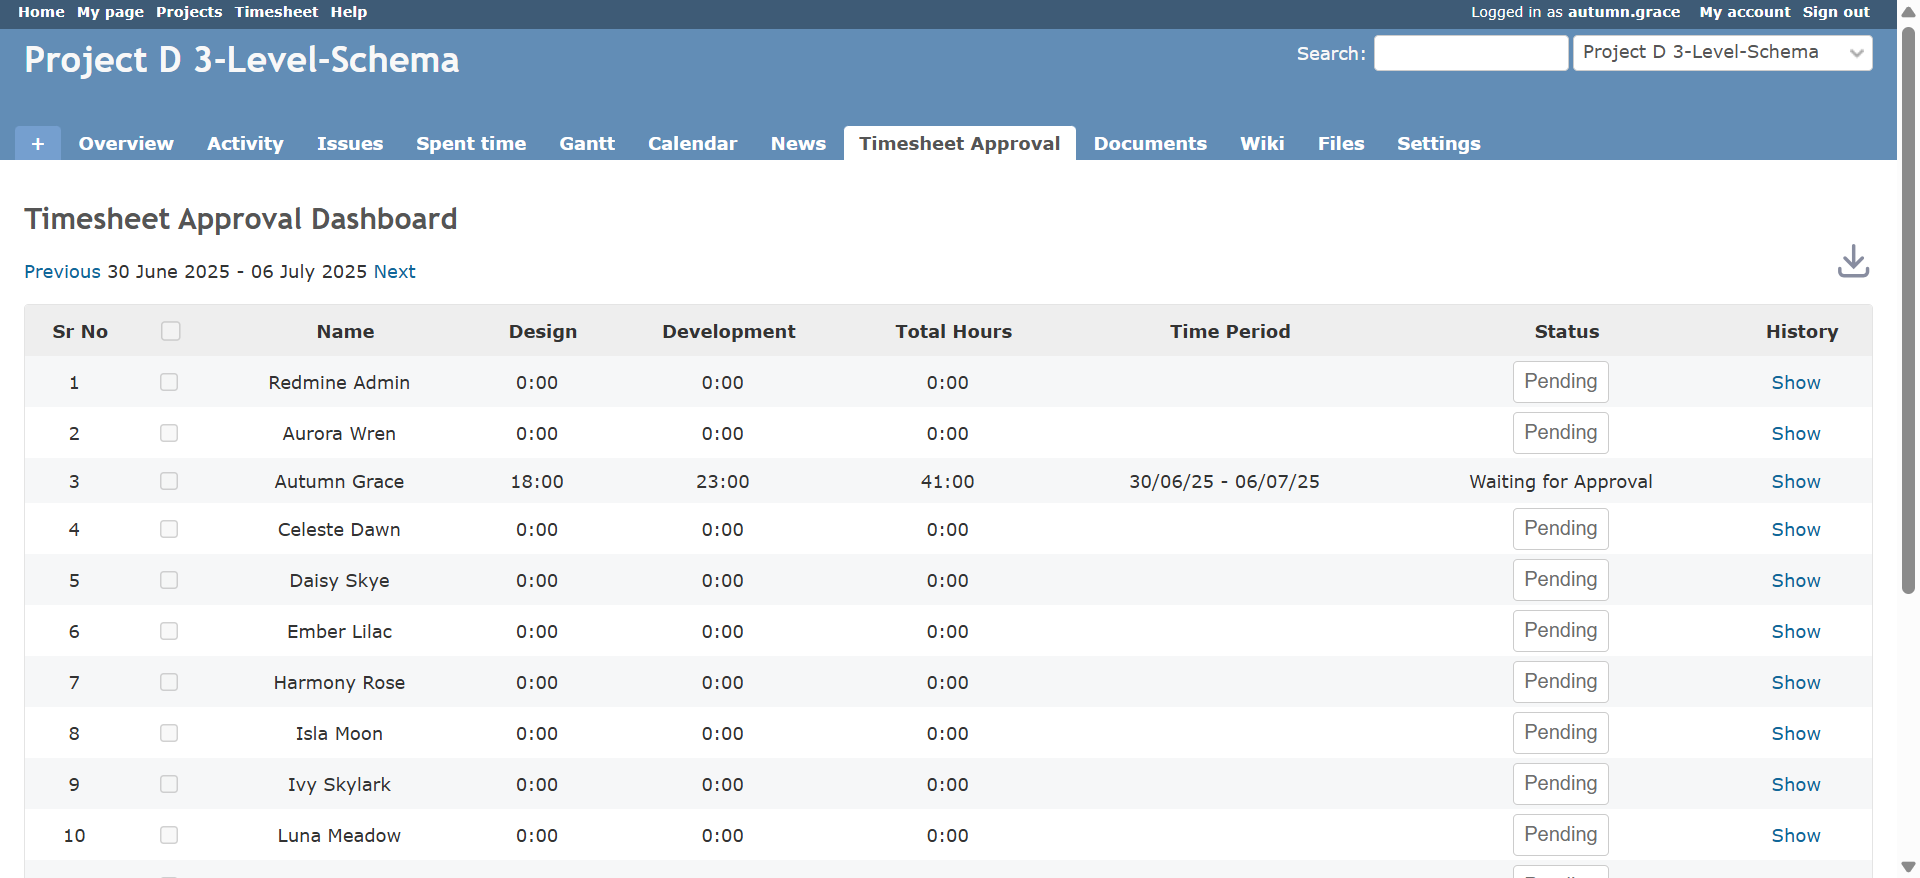 Home My page Projects Timesheet Help Logged in as autumn.grace My account Sign out
Project D 3-Level-Schema Search: Project D 3-Level-Schema
+ Overview Activity Issues Spent time Gantt Calendar News Timesheet Approval Documents Wiki Files Settings
Timesheet Approval Dashboard
Previous 30 June 2025 - 06 July 2025 Next
Sr No Name Design Development Total Hours Time Period Status History
1 Redmine Admin 0:00 0:00 0:00 Pending Show
2 Aurora Wren 0:00 0:00 0:00 Pending Show
3 Autumn Grace 18:00 23:00 41:00 30/06/25 - 06/07/25 Waiting for Approval Show
4 Celeste Dawn 0:00 0:00 0:00 Pending Show
5 Daisy Skye 0:00 0:00 0:00 Pending Show
6 Ember Lilac 0:00 0:00 0:00 Pending Show
7 Harmony Rose 0:00 0:00 0:00 Pending Show
8 Isla Moon 0:00 0:00 0:00 Pending Show
9 Ivy Skylark 0:00 0:00 0:00 Pending Show
10 Luna Meadow 0:00 0:00 0:00 Pending Show